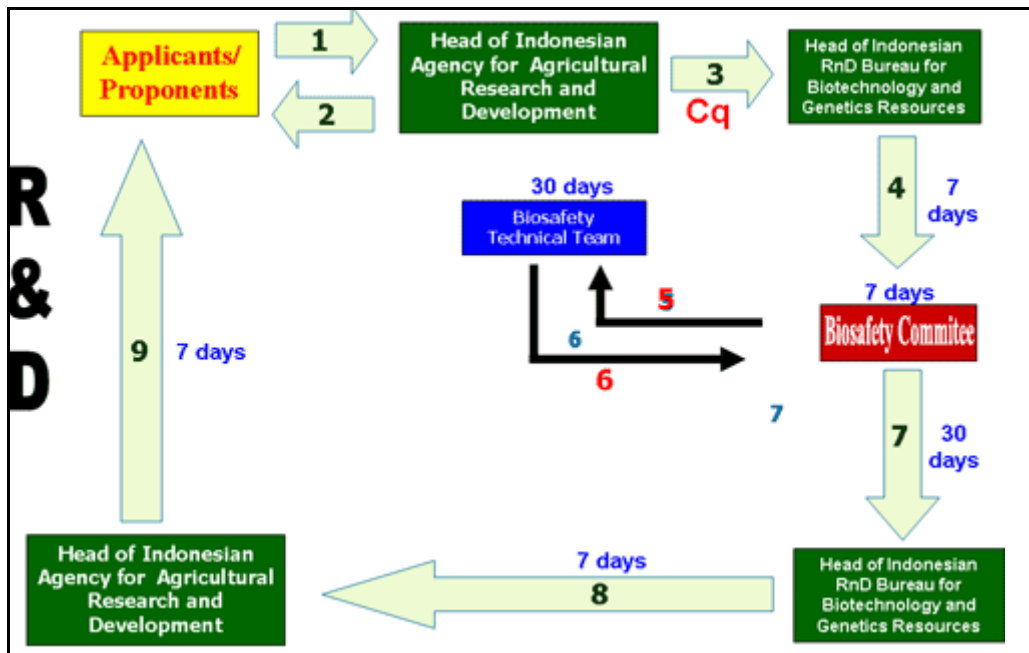 Applicants/
Proponents
1
2
Head of Indonesian
Agency for Agricultural
Research and
Development
3
Cq
Head of Indonesian
RnD Bureau for
Biotechnology and
Genetics Resources
4
7
days
30 days
Biosafety
Technical Team
5
6
6
7 days
Biosafety Commitee
7
7
30
days
R
&
D
9
7 days
Head of Indonesian
Agency for Agricultural
Research and
Development
7 days
8
Head of Indonesian
RnD Bureau for
Biotechnology and
Genetics Resources